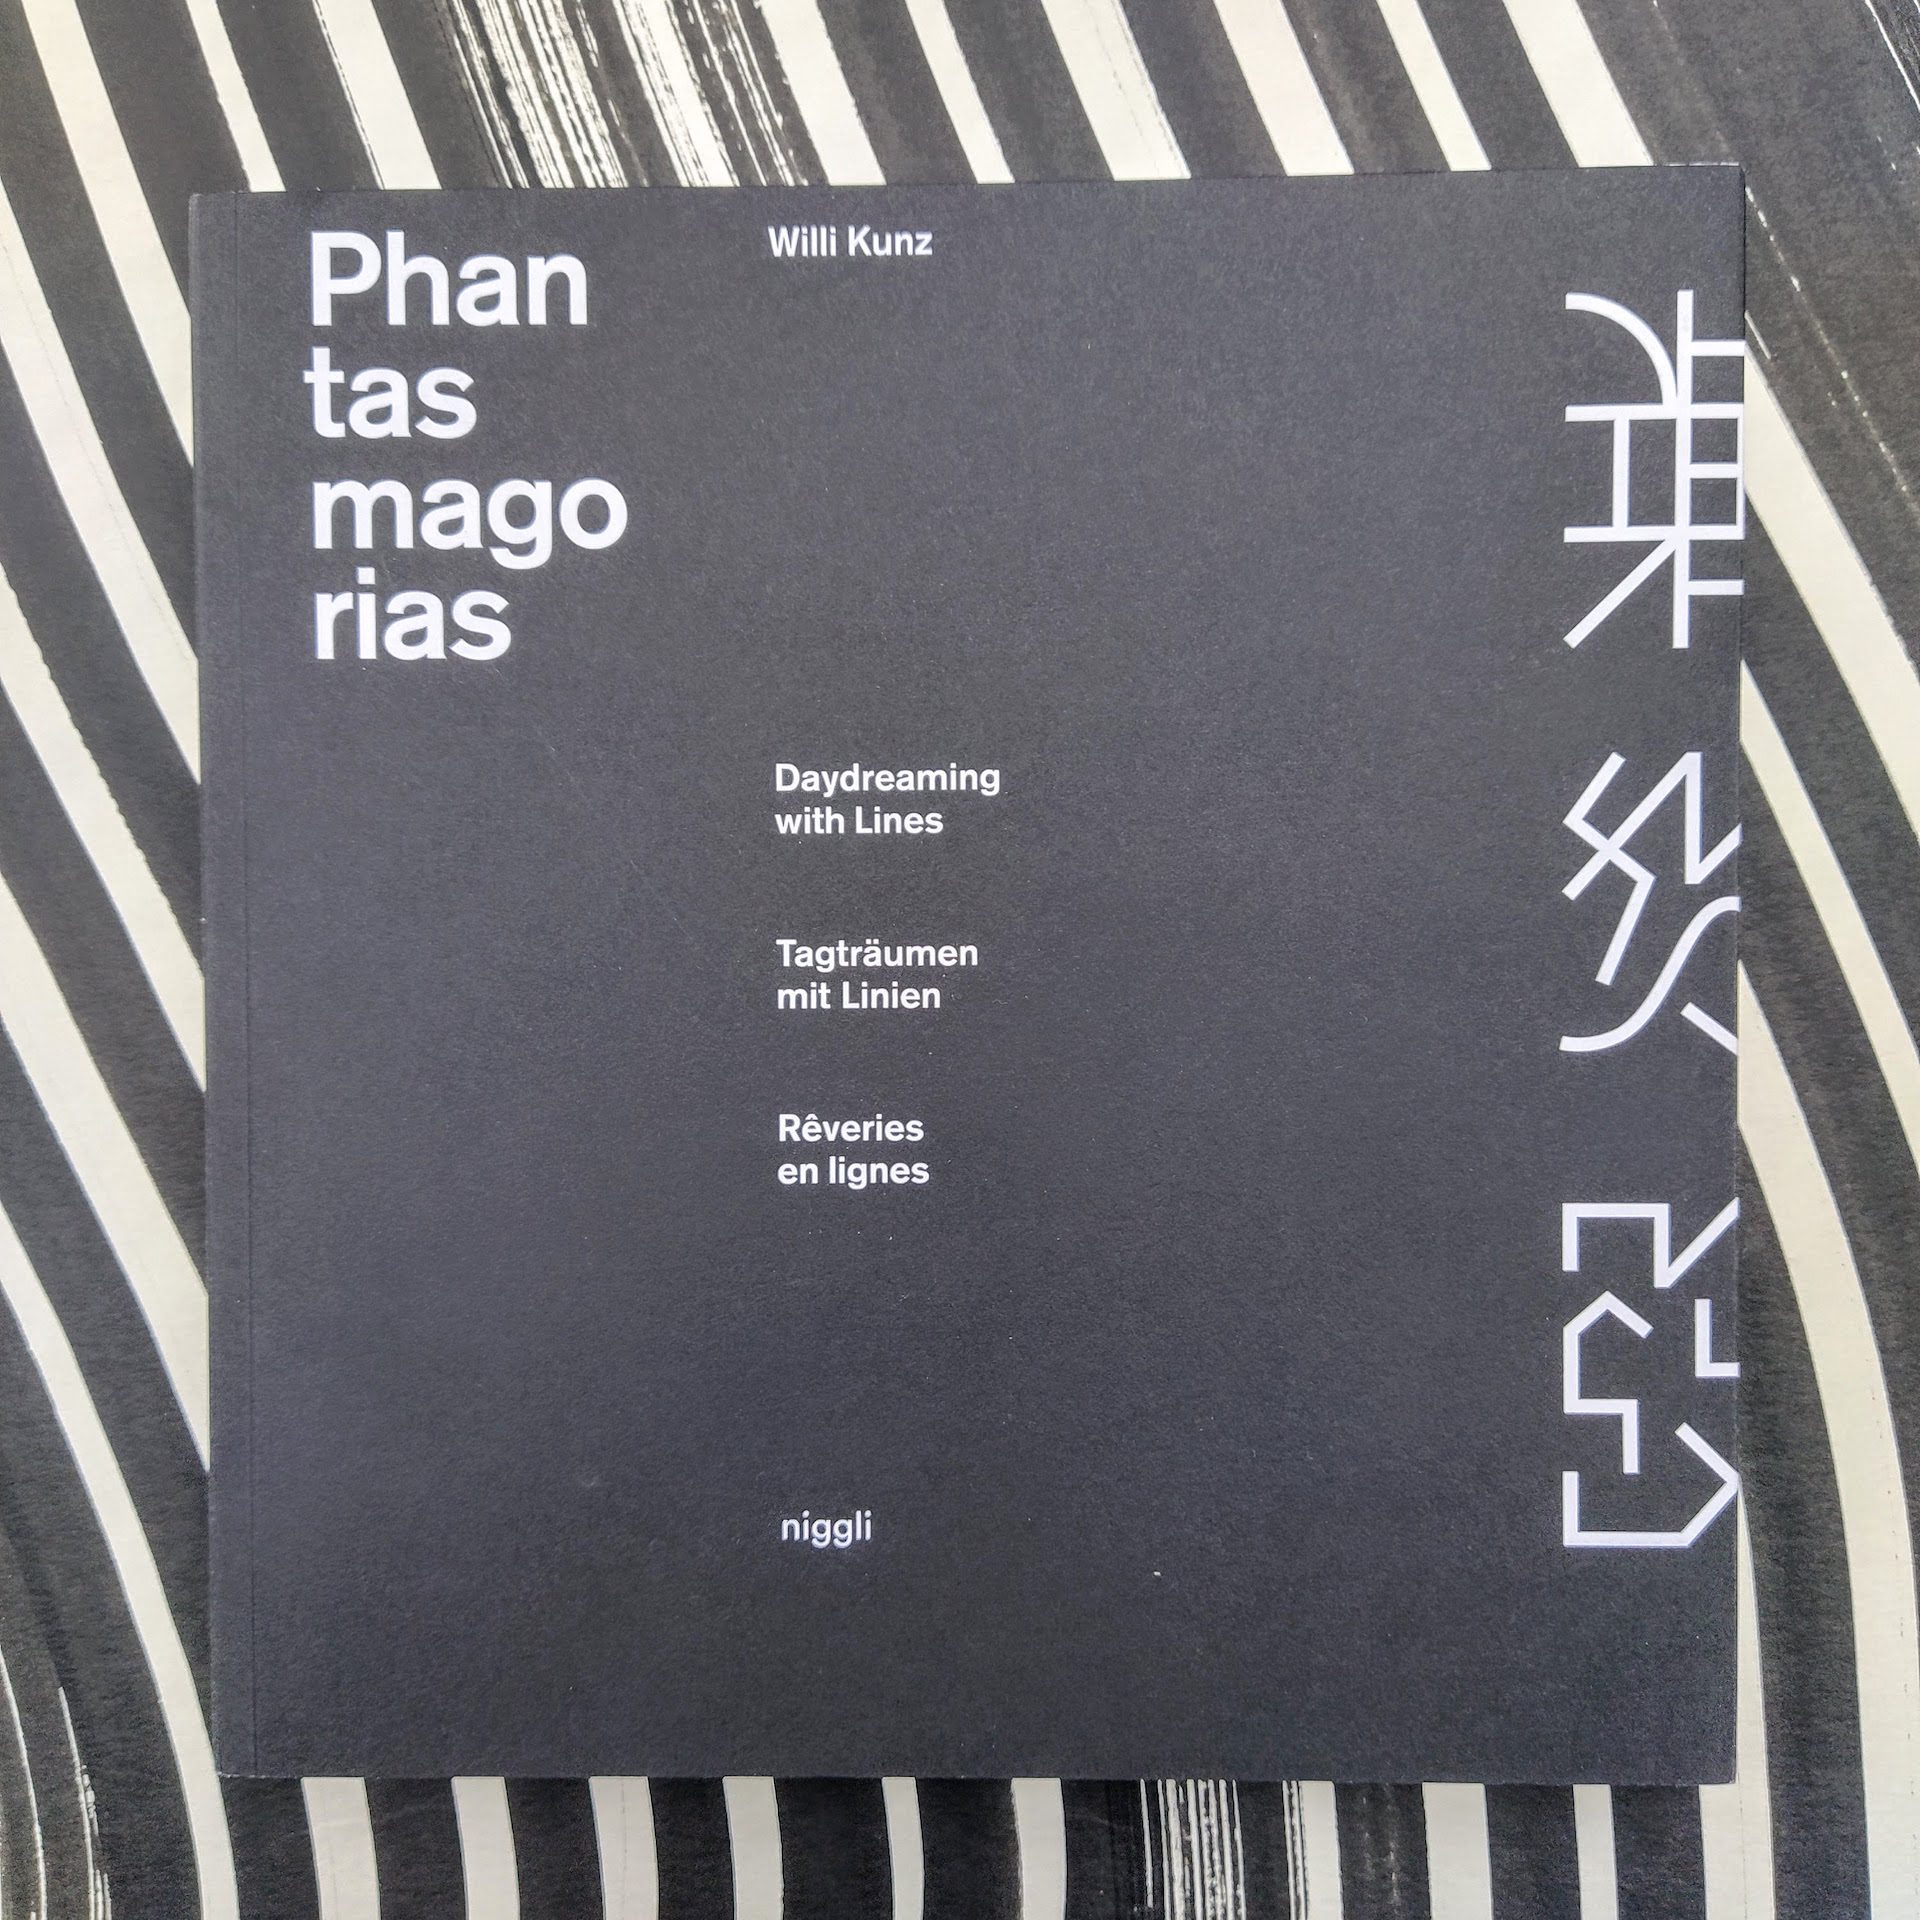 Phan
tas
mago
rias
Willi Kunz
Daydreaming
with Lines
Tagträumen
mit Linien
Rêveries
en lignes
niggli